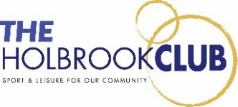 THE
HOLBROOKCLUB
SPORT & LEISURE FOR OUR COMMUNITY